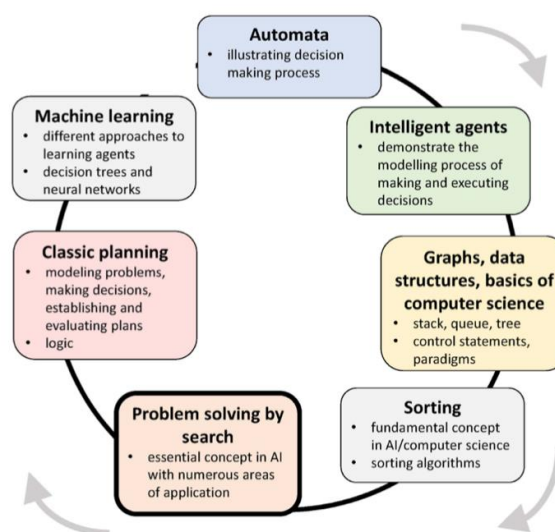 Automata
• illustrating decision
making process
Intelligent agents
• demonstrate the
modelling process of
making and executing
decisions
Graphs, data
structures, basics of
computer science
• stack, queue, tree
• control statements,
paradigms
Sorting
• fundamental concept
in AI/computer science
• sorting algorithms
Problem solving by
search
• essential concept in AI
with numerous areas
of application
Classic planning
• modeling problems,
making decisions,
establishing and
evaluating plans
• logic
Machine learning
• different approaches to
learning agents
• decision trees and
neural networks